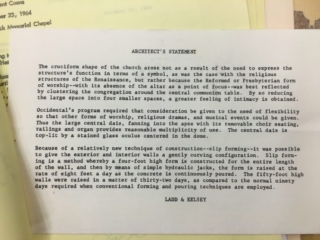 ant Coons
ber 22, 1964
ck Memorial Chapel
ARCHITECT'S STATEMENT
The cruciform shape of the church arose not as a result of the need to express the
structure's function in terms of a symbol, as was the case with the religious
structures of the Renaissance, but rather because the Reformed or Presbyterian form
of worship--with its absence of the altar as a point of focus--was best reflected
by clustering the congregation around the central communion table. By so reducing
the large space into four smaller spaces, a greater feeling of intimacy is obtained.
Occidental's program required that consideration be given to the need of flexibility
so that other forms of worship, religious dramas, and musical events could be given.
Thus the large central dais, fanning into the apse with its removable choir seating,
railings and organ provides reasonable multiplicity of use. The central dais is
top-lit by a stained glass oculus centered in the dome.
Because of a relatively new technique of construction--slip forming--it was possible
to give the exterior and interior walls a gently curving configuration. Slip form-
ing is a method whereby a four-foot high form is constructed for the entire length
of the wall, and then by means of simple hydraulic jacks, the form is raised at the
rate of eight feet a day as the concrete is continuously poured. The fifty-foot high
walls were raised in a matter of thirty-two days, as compared to the normal ninety
days required when conventional forming and pouring techniques are employed.
LADD & KELSEY